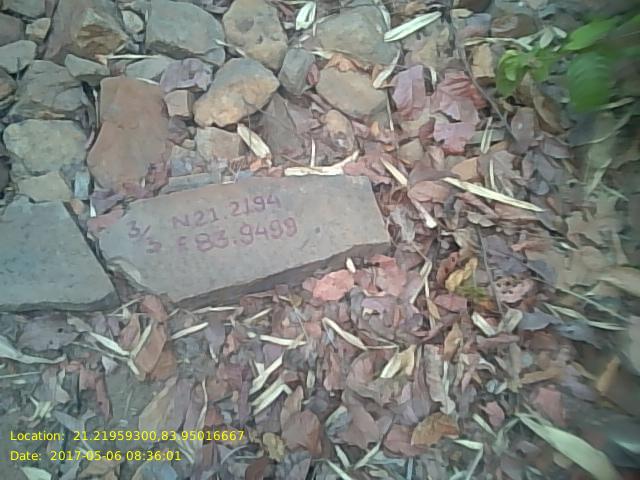 3/3 N21.2194
E83.9499
Location: 21.21959300,83.95016667
Date: 2017-05-06 08:36:01